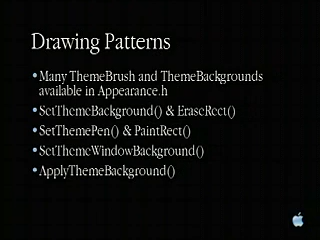 Drawing Patterns
•Many ThemeBrush and ThemeBackgrounds
available in Appearance.h
•SetThemeBackground() & EraseRect()
•SetThemePen() & PaintRect()
•SetThemeWindowBackground()
•ApplyThemeBackground()